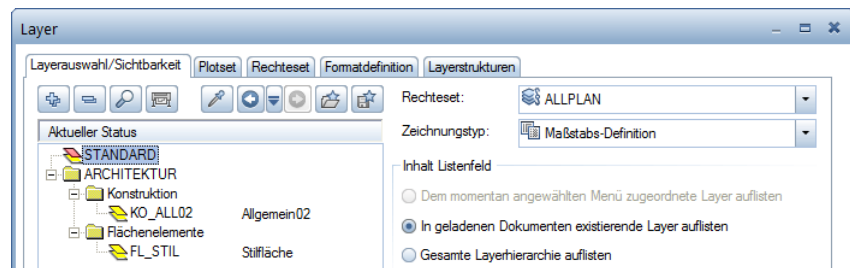 Layer
Layerauswahl/Sichtbarkeit Plotset Rechteset Formatdefinition Layerstrukturen
Rechteset: ALLPLAN
Aktueller Status
Zeichnungstyp: Maßstabs-Definition
STANDARD
ARCHITEKTUR
Konstruktion
KO_ALL02 Allgemein02
Flächenelemente
FL_STIL Stilfläche
Inhalt Listenfeld
Dem momentan angewählten Menü zugeordnete Layer auflisten
In geladenen Dokumenten existierende Layer auflisten
Gesamte Layerhierarchie auflisten